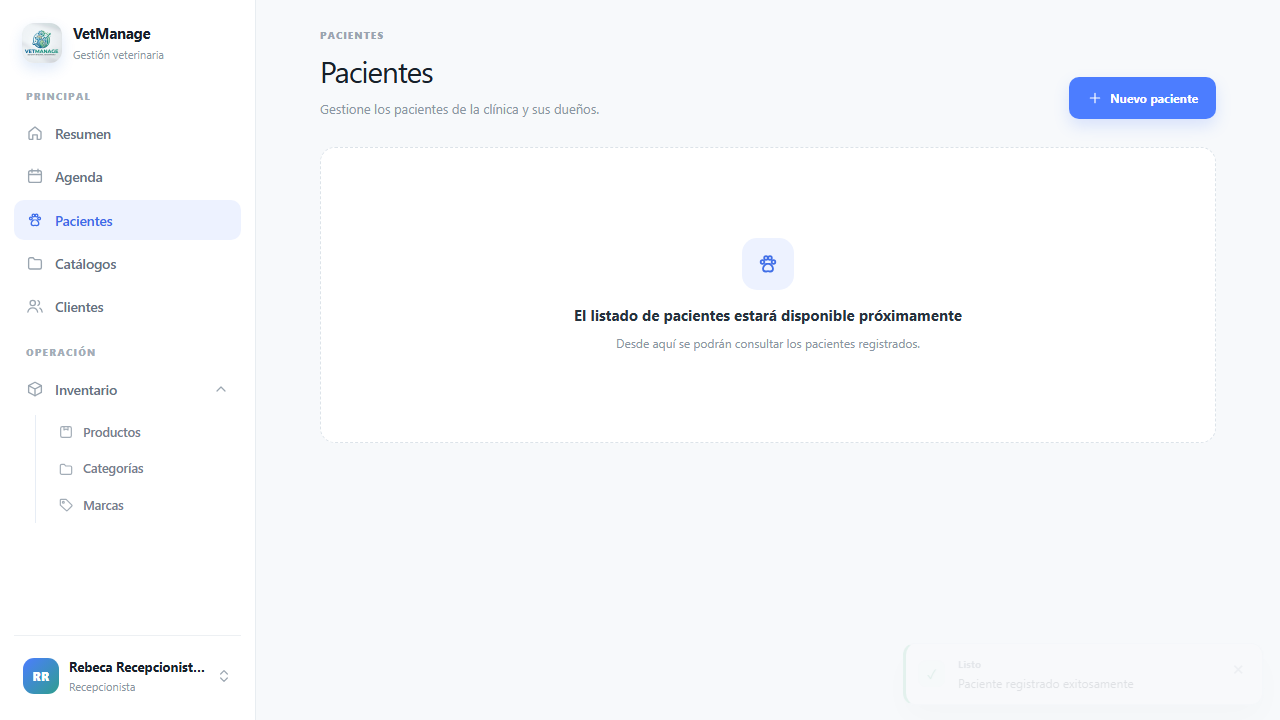 VETMANAGE
VetManage
Gestión veterinaria
PRINCIPAL
Resumen
Agenda
Pacientes
Catálogos
Clientes
OPERACIÓN
Inventario
Productos
Categorías
Marcas
RR
Rebeca Recepcionist...
Recepcionista
PACIENTES
Pacientes
Gestione los pacientes de la clínica y sus dueños.
Nuevo paciente
El listado de pacientes estará disponible próximamente
Desde aquí se podrán consultar los pacientes registrados.
Listo
Paciente registrado exitosamente